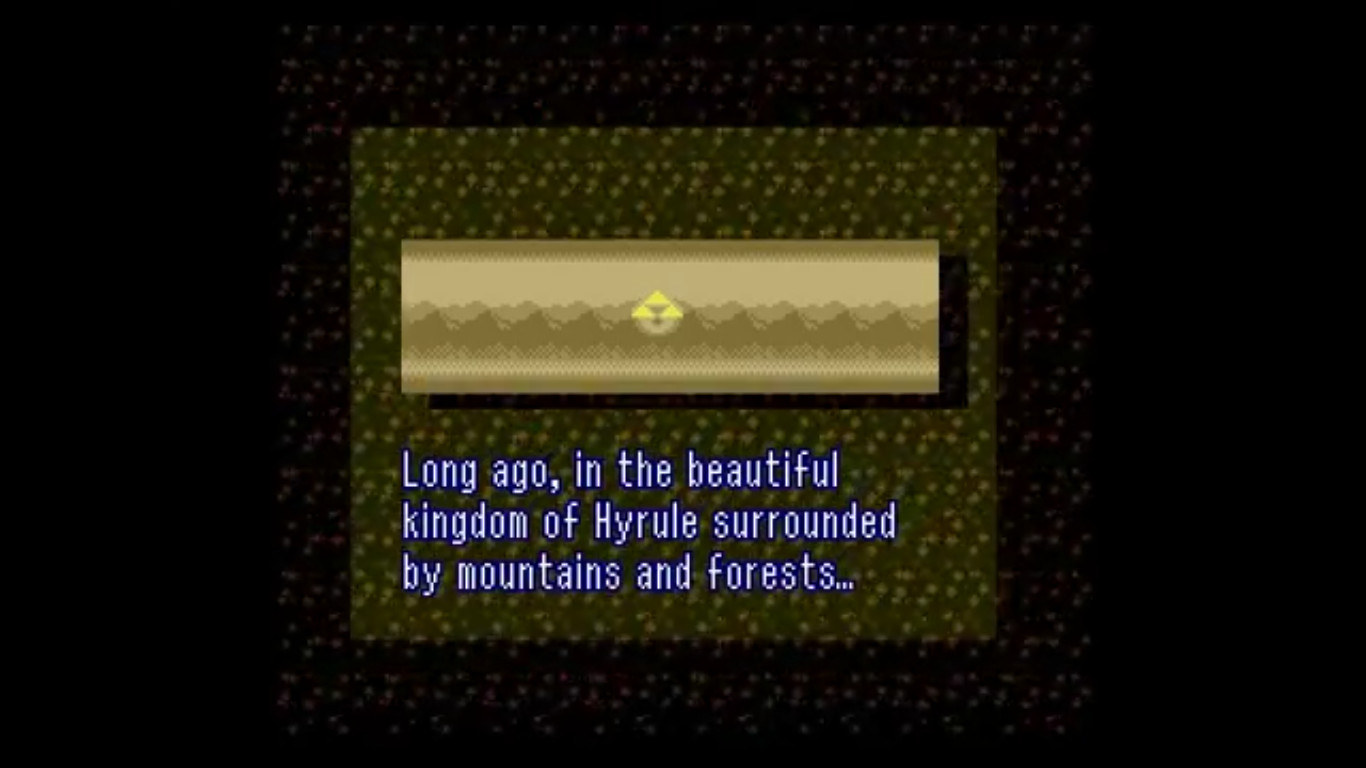 Long ago, in the beautiful
kingdom of Hyrule surrounded
by mountains and forests…